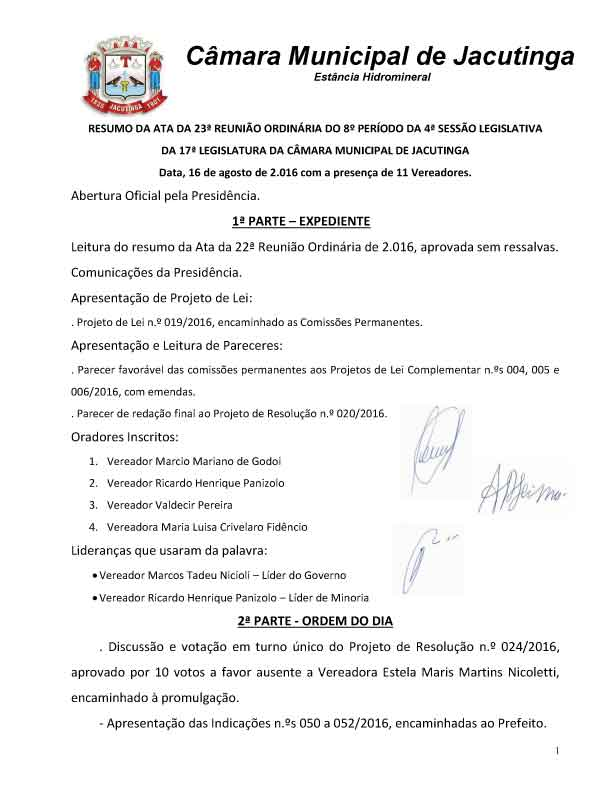 Câmara Municipal de Jacutinga
Estância Hidromineral
1835 JACUTINGA 1901
RESUMO DA ATA DA 23ª REUNIÃO ORDINÁRIA DO 8º PERÍODO DA 4ª SESSÃO LEGISLATIVA
DA 17ª LEGISLATURA DA CÂMARA MUNICIPAL DE JACUTINGA
Data, 16 de agosto de 2.016 com a presença de 11 Vereadores.
Abertura Oficial pela Presidência.
1ª PARTE – EXPEDIENTE
Leitura do resumo da Ata da 22ª Reunião Ordinária de 2.016, aprovada sem ressalvas.
Comunicações da Presidência.
Apresentação de Projeto de Lei:
. Projeto de Lei n.º 019/2016, encaminhado as Comissões Permanentes.
Apresentação e Leitura de Pareceres:
. Parecer favorável das comissões permanentes aos Projetos de Lei Complementar n.ºs 004, 005 e
006/2016, com emendas.
. Parecer de redação final ao Projeto de Resolução n.º 020/2016.
Oradores Inscritos:
1. Vereador Marcio Mariano de Godoi
2. Vereador Ricardo Henrique Panizolo
3. Vereador Valdecir Pereira
4. Vereadora Maria Luisa Crivelaro Fidêncio
Lideranças que usaram da palavra:
• Vereador Marcos Tadeu Nicioli – Líder do Governo
• Vereador Ricardo Henrique Panizolo – Líder de Minoria
2ª PARTE - ORDEM DO DIA
. Discussão e votação em turno único do Projeto de Resolução n.º 024/2016,
aprovado por 10 votos a favor ausente a Vereadora Estela Maris Martins Nicoletti,
encaminhado à promulgação.
- Apresentação das Indicações n.ºs 050 a 052/2016, encaminhadas ao Prefeito.
1